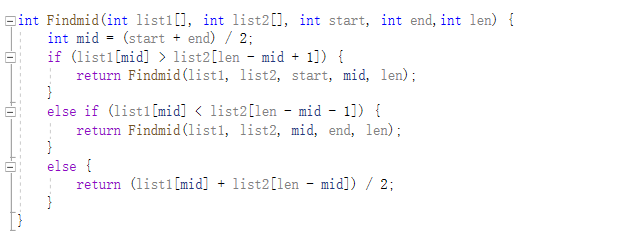 int Findmid(int list1[], int list2[], int start, int end,int len) {
    int mid = (start + end) / 2;
    if (list1[mid] > list2[len - mid + 1]) {
        return Findmid(list1, list2, start, mid, len);
    }
    else if (list1[mid] < list2[len - mid - 1]) {
        return Findmid(list1, list2, mid, end, len);
    }
    else {
        return (list1[mid] + list2[len - mid]) / 2;
    }
}